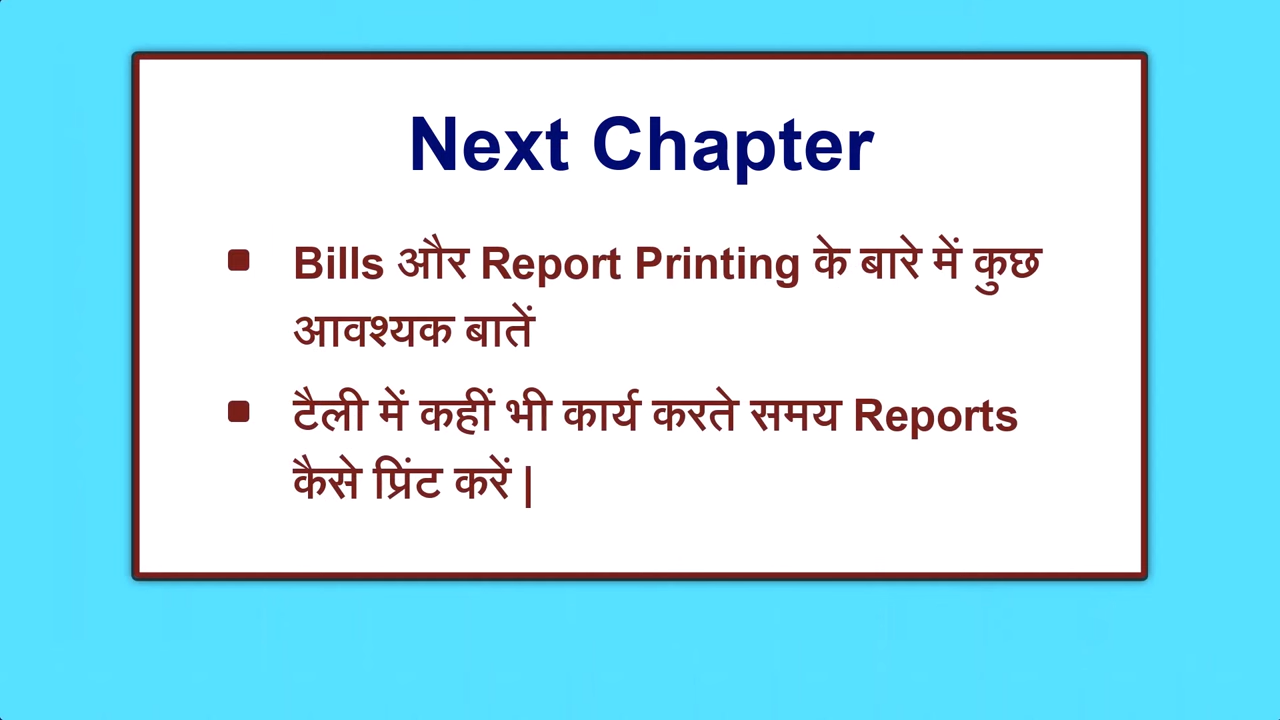 Next Chapter
Bills और Report Printing के बारे में कुछ
आवश्यक बातें
टैली में कहीं भी कार्य करते समय Reports
कैसे प्रिंट करें |